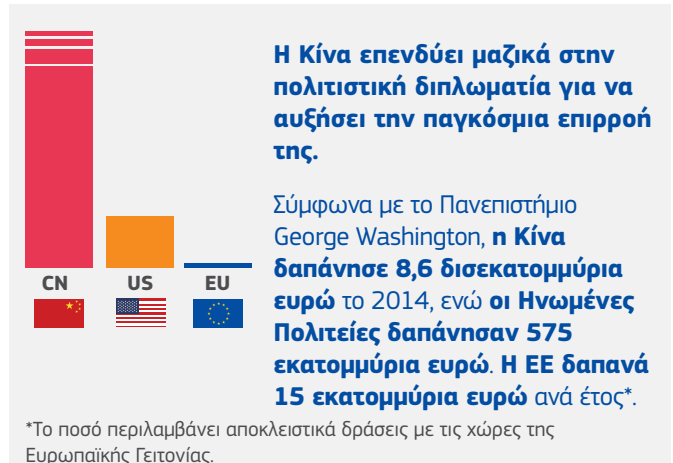 Η Κίνα επενδύει μαζικά στην
πολιτιστική διπλωματία για να
αυξήσει την παγκόσμια επιρροή
της.
Σύμφωνα με το Πανεπιστήμιο
George Washington, η Κίνα
δαπάνησε 8,6 δισεκατομμύρια
ευρώ το 2014, ενώ οι Ηνωμένες
Πολιτείες δαπάνησαν 575
εκατομμύρια ευρώ. Η ΕΕ δαπανά
15 εκατομμύρια ευρώ ανά έτος*.
CN US EU
*Το ποσό περιλαμβάνει αποκλειστικά δράσεις με τις χώρες της
Ευρωπαϊκής Γειτονίας.